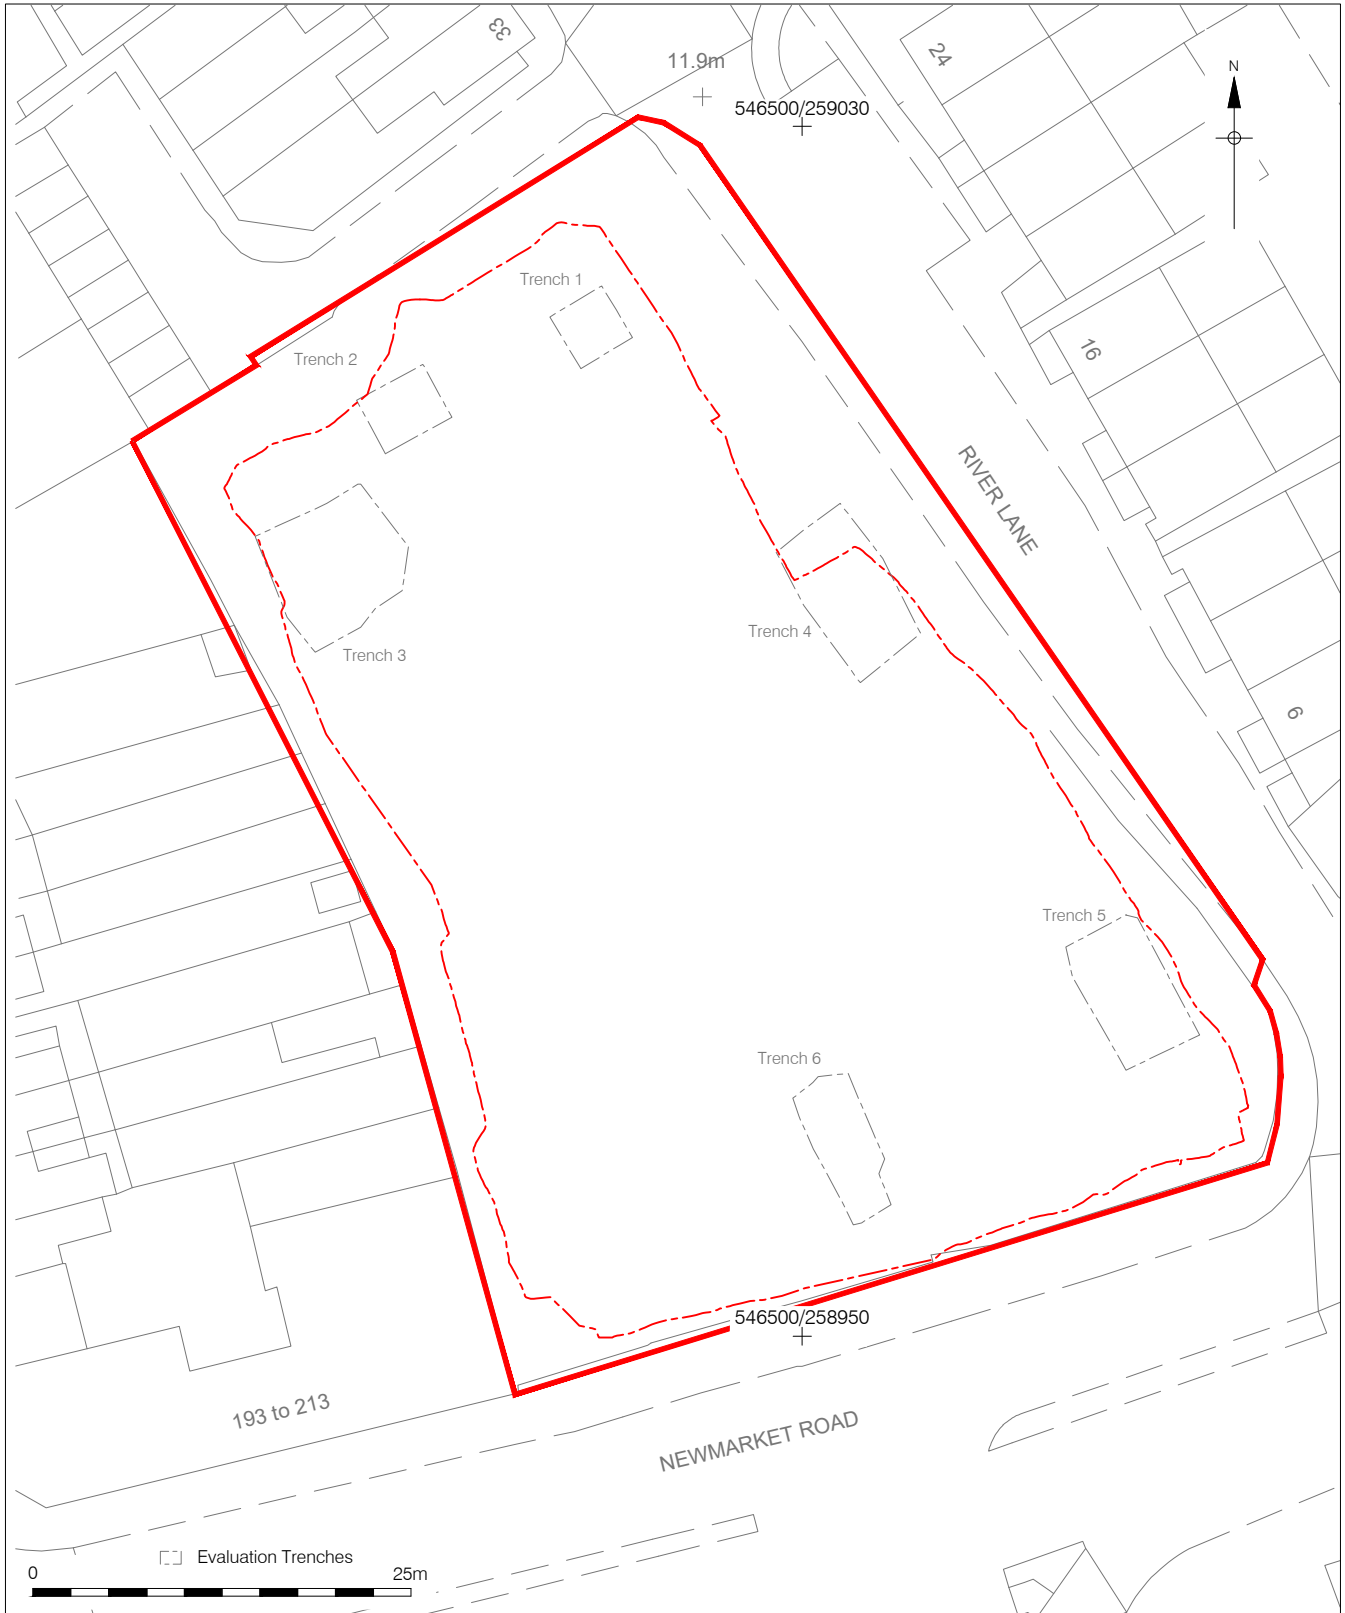 33
11.9m
24
N
546500/259030
Trench 1
16
Trench 2
RIVER LANE
Trench 4
Trench 3
6
Trench 5
Trench 6
546500/258950
193 to 213
NEWMARKET ROAD
Evaluation Trenches
0 25m